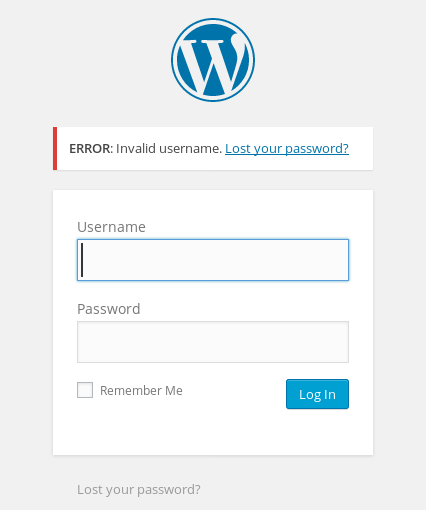 ERROR: Invalid username. Lost your password?
Username
Password
Remember Me
Log In
Lost your password?